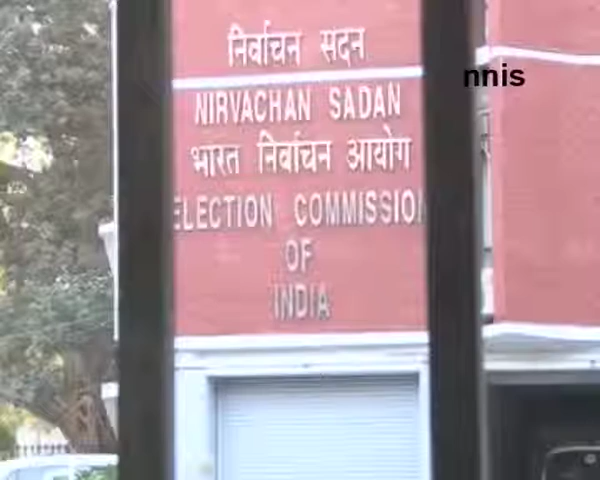 निर्वाचन सदन
nnis
NIRVACHAN SADAN
भारत निर्वाचन आयोग
ELECTION COMMISSION
OF
INDIA